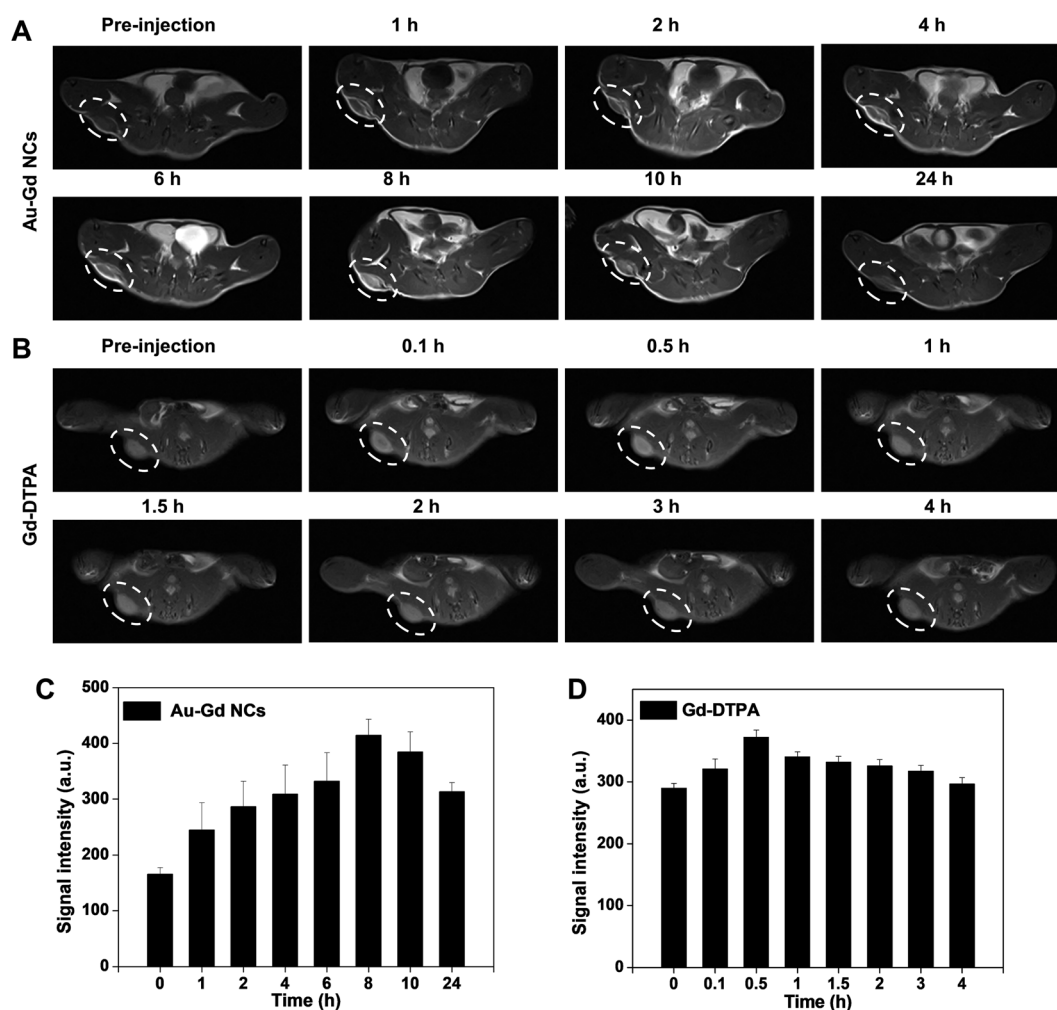 A
Pre-injection 1 h 2 h 4 h
Au-Gd NCs
6 h 8 h 10 h 24 h
B
Pre-injection 0.1 h 0.5 h 1 h
Gd-DTPA
1.5 h 2 h 3 h 4 h
C
Au-Gd NCs
Signal intensity (a.u.)
500
400
300
200
100
0
0 1 2 4 6 8 10 24
Time (h)
D
Gd-DTPA
Signal intensity (a.u.)
400
300
200
100
0
0 0.1 0.5 1 1.5 2 3 4
Time (h)